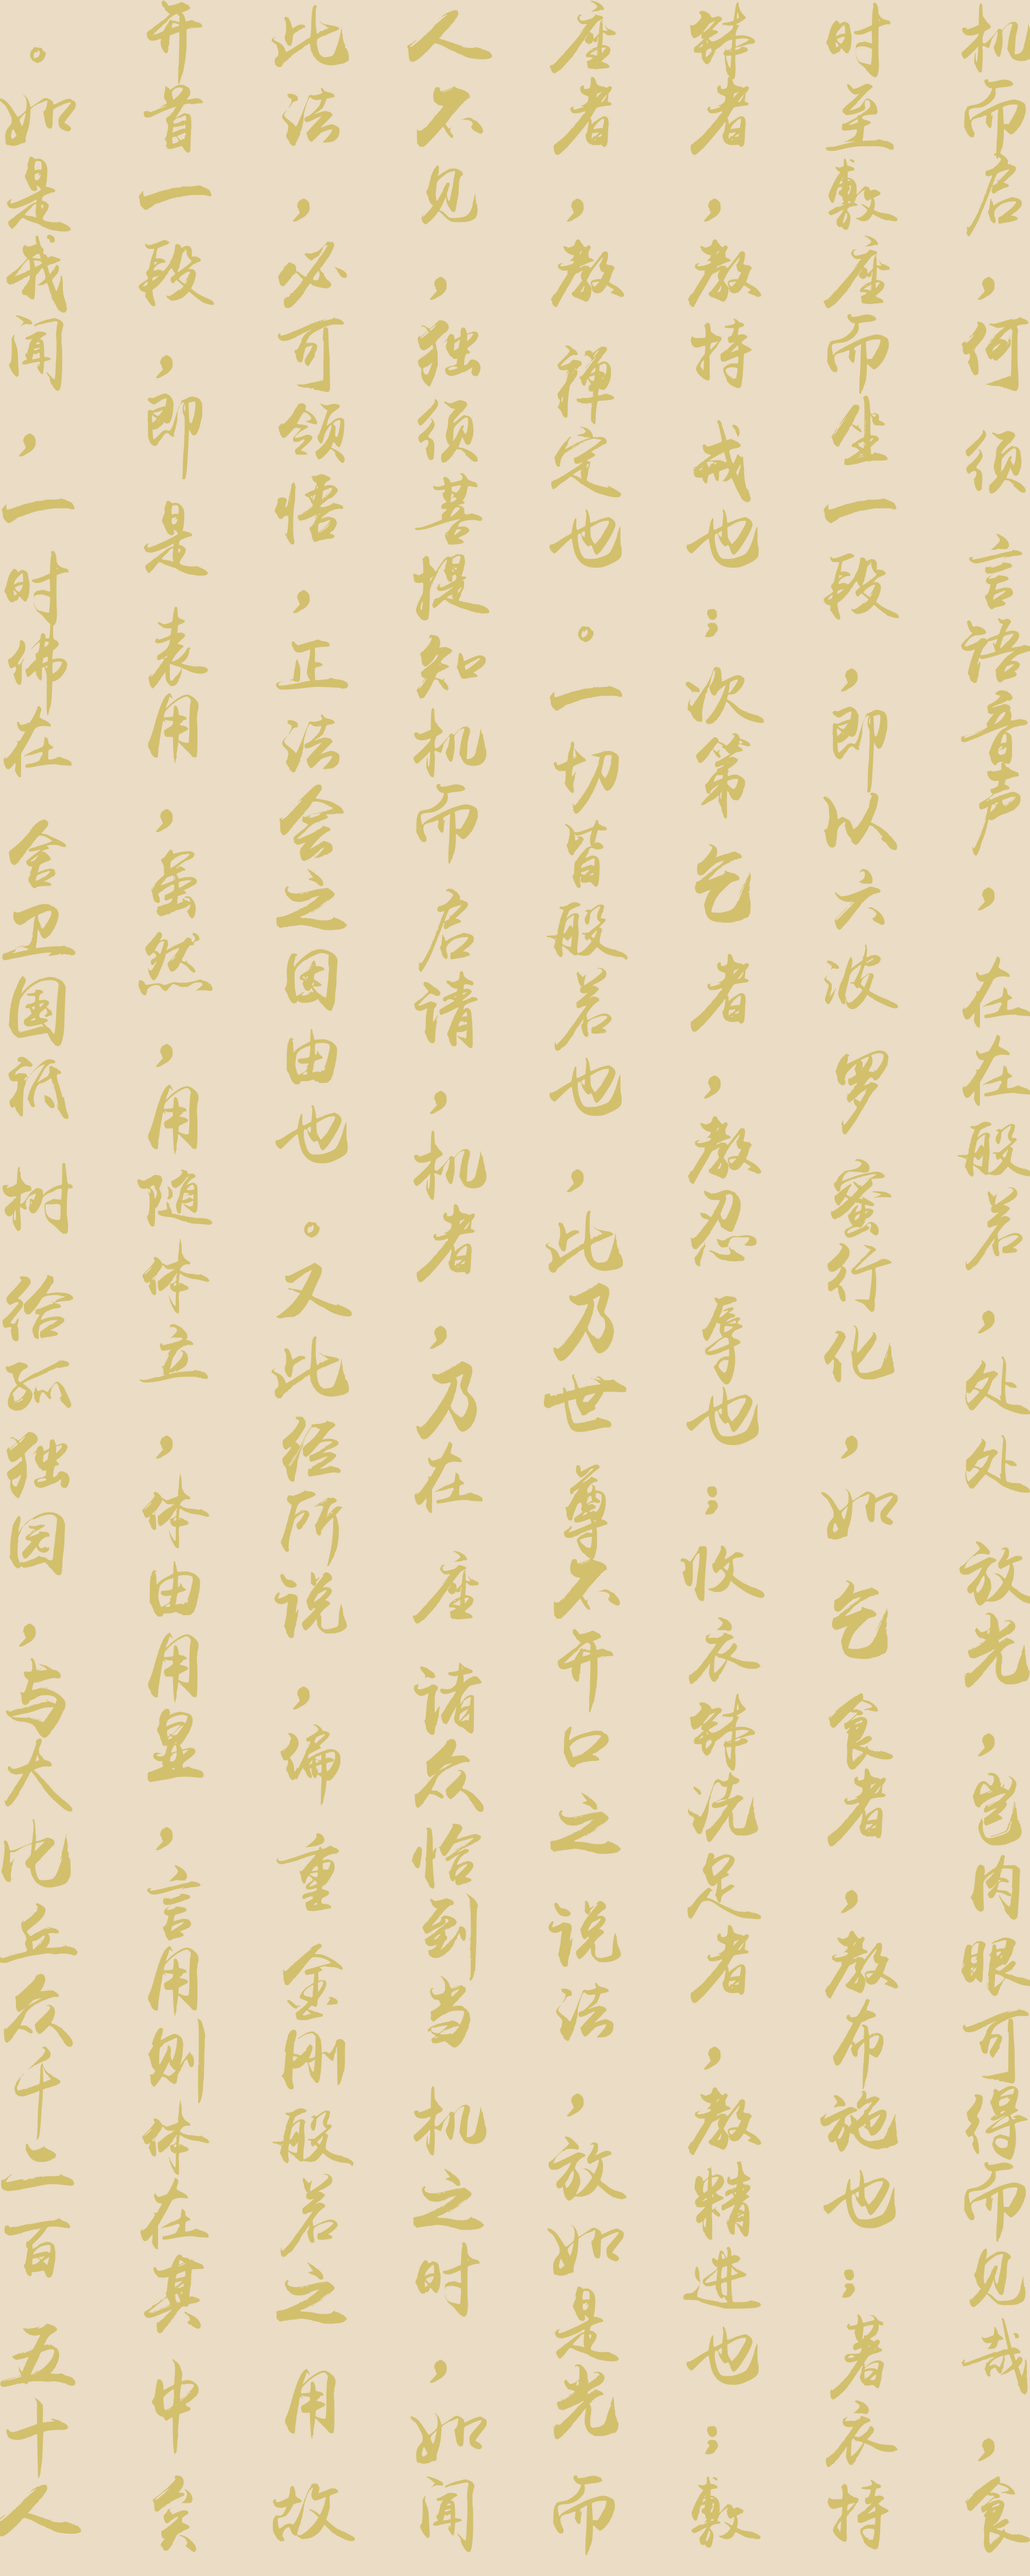 机而启，何须言语音声，在在般若，处处放光，岂肉眼可得而见哉，食
时至敷座而坐一段，即以六波罗蜜行化，如乞食者，教布施也；著衣持
钵者，教持戒也；次第乞者，教忍辱也；收衣钵洗足者，教精进也；敷
座者，教禅定也。一切皆般若也，此乃世尊不开口之说法，放如是光而
人不见，独须菩提知机而启请，机者，乃在座诸众恰到当机之时，如闻
此法，必可领悟，正法会之因由也。又此经所说，偏重金刚般若之用故
开首一段，即是表用，虽然，用随体立，体由用显，言用则体在其中矣
。如是我闻，一时佛在舍卫国祇树给孤独园，与大比丘众千二百五十人